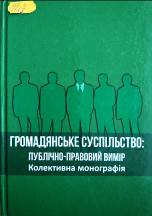 ГРОМАДЯНСЬКЕ СУСПІЛЬСТВО:
ПУБЛІЧНО-ПРАВОВИЙ ВИМІР
Колективна монографія